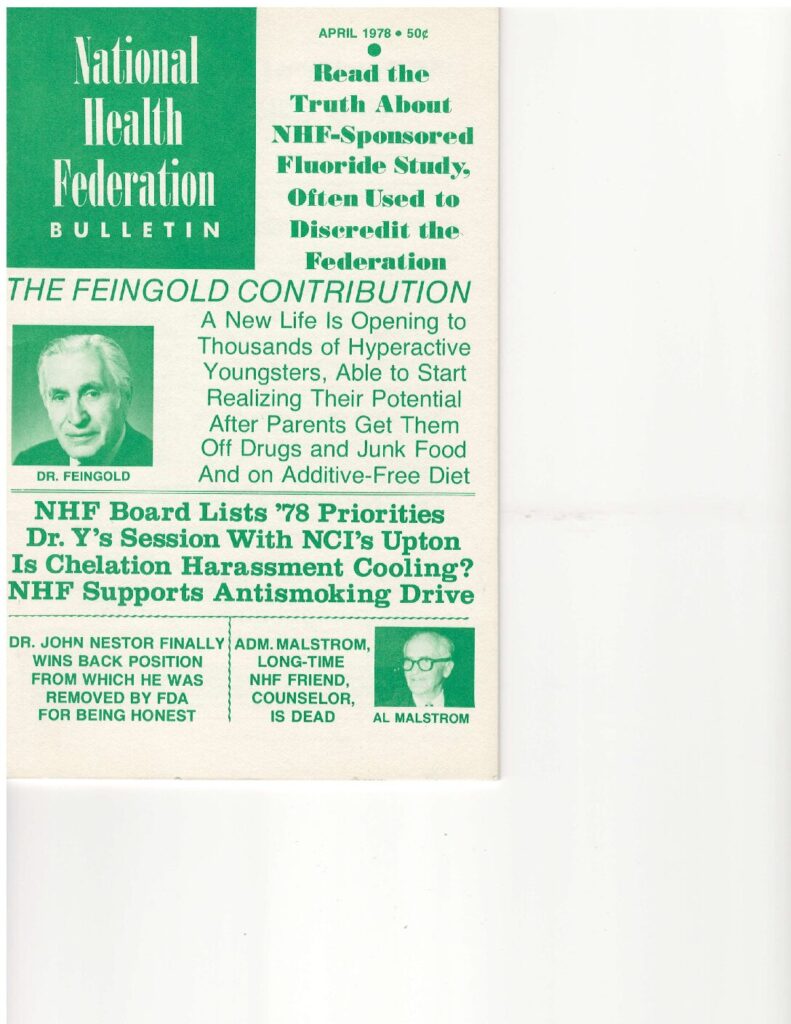 National
Health
Federation
BULLETIN
APRIL 1978 • 50¢
Read the
Truth About
NHF-Sponsored
Fluoride Study,
Often Used to
Discredit the
Federation
THE FEINGOLD CONTRIBUTION
A New Life Is Opening to
Thousands of Hyperactive
Youngsters, Able to Start
Realizing Their Potential
After Parents Get Them
Off Drugs and Junk Food
And on Additive-Free Diet
DR. FEINGOLD
NHF Board Lists ’78 Priorities
Dr. Y’s Session With NCI’s Upton
Is Chelation Harassment Cooling?
NHF Supports Antismoking Drive
DR. JOHN NESTOR FINALLY
WINS BACK POSITION
FROM WHICH HE WAS
REMOVED BY FDA
FOR BEING HONEST
ADM. MALSTROM,
LONG-TIME
NHF FRIEND,
COUNSELOR,
IS DEAD
AL MALSTROM